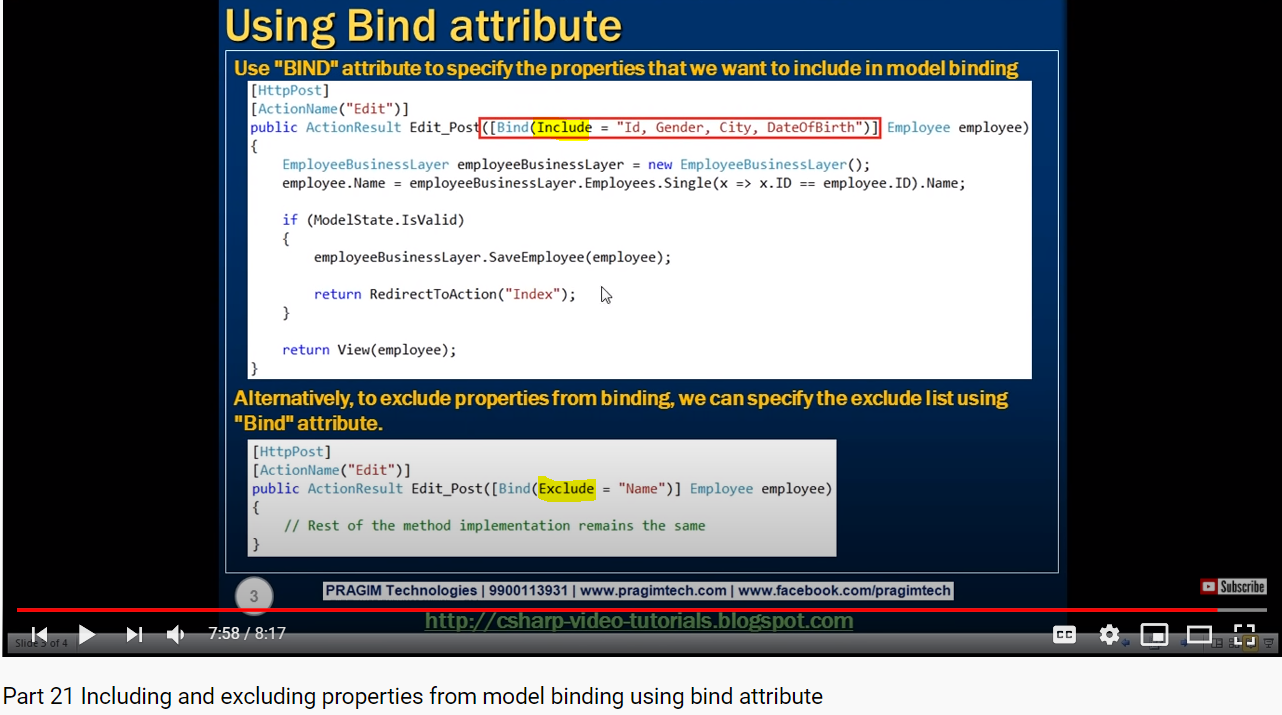 Using Bind attribute
Use "BIND" attribute to specify the properties that we want to include in model binding
[HttpPost]
[ActionName("Edit")]
public ActionResult Edit_Post([Bind(Include = "Id, Gender, City, DateOfBirth")] Employee employee)
{
EmployeeBusinessLayer employeeBusinessLayer = new EmployeeBusinessLayer();
employee.Name = employeeBusinessLayer.Employees.Single(x => x.ID == employee.ID).Name;
if (ModelState.IsValid)
{
employeeBusinessLayer.SaveEmployee(employee);
return RedirectToAction("Index");
}
return View(employee);
}
Alternatively, to exclude properties from binding, we can specify the exclude list using
"Bind" attribute.
[HttpPost]
[ActionName("Edit")]
public ActionResult Edit_Post([Bind(Exclude = "Name")] Employee employee)
{
// Rest of the method implementation remains the same
}
3
PRAGIM Technologies | 9900113931 | www.pragimtech.com | www.facebook.com/pragimtech
Subscribe
http://csharp-video-tutorials.blogspot.com
Slide 3 of 4
7:58 / 8:17
CC
Part 21 Including and excluding properties from model binding using bind attribute